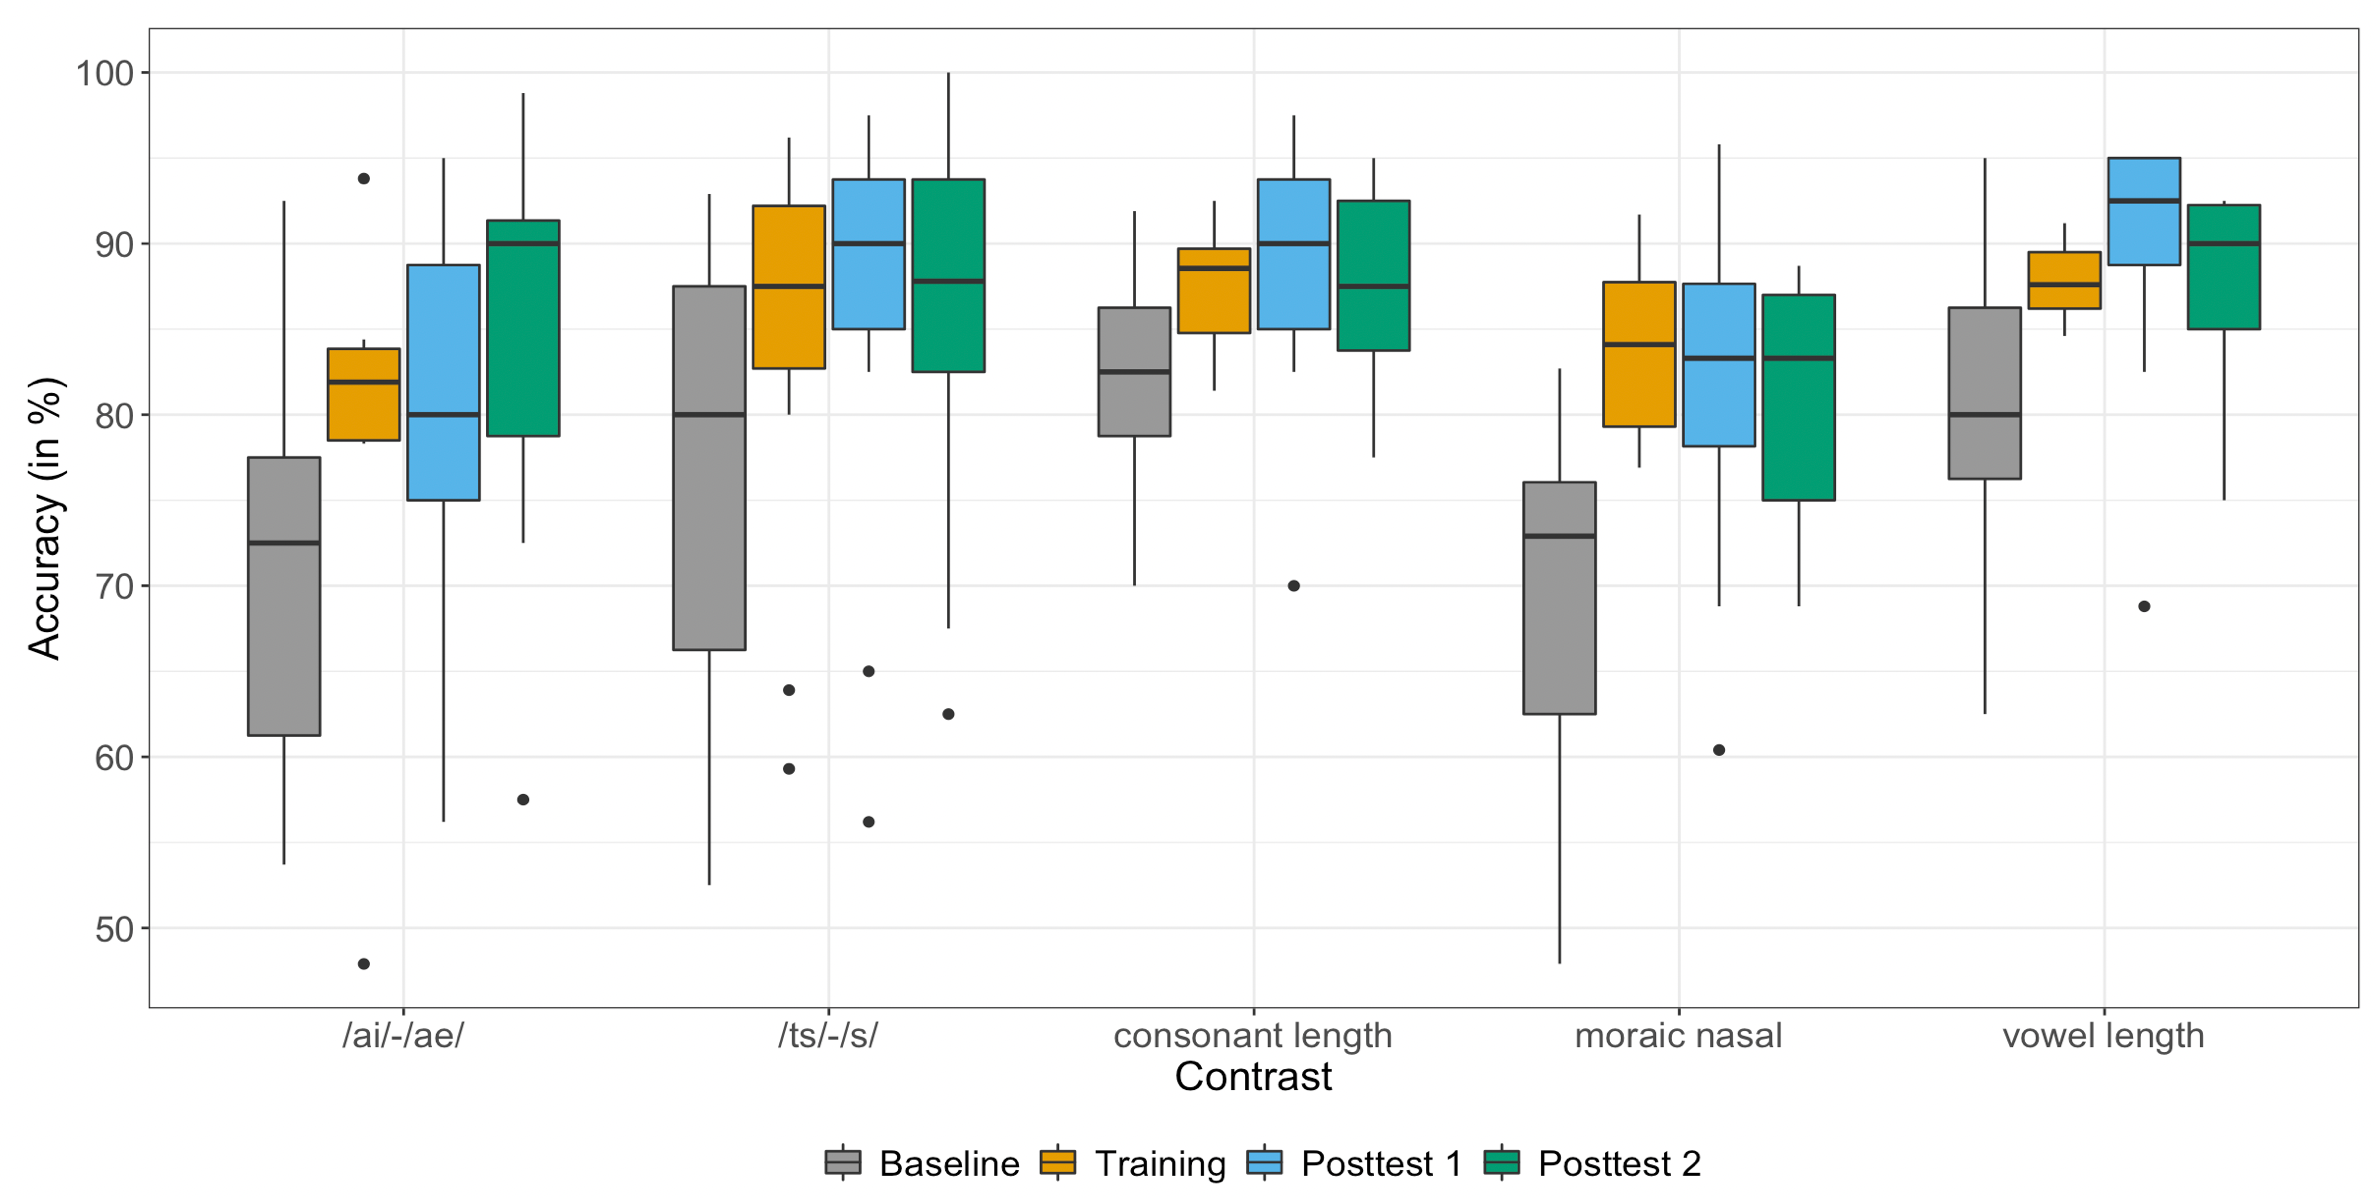 Accuracy (in %)
100
90
80
70
60
50
/ai/-/ae/
/ts/-/s/
consonant length
moraic nasal
vowel length
Contrast
Baseline
Training
Posttest 1
Posttest 2